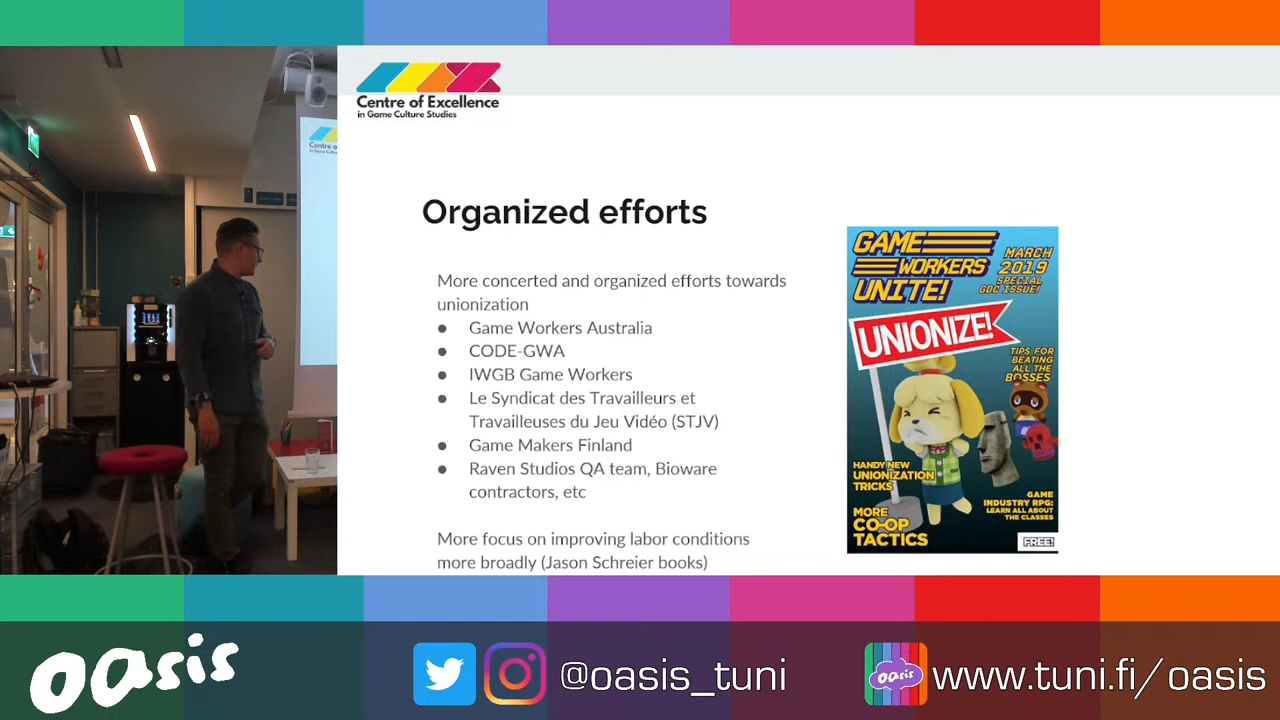 Centre of Excellence
in Game Culture Studies
Organized efforts
More concerted and organized efforts towards
unionization
● Game Workers Australia
● CODE-GWA
● IWGB Game Workers
● Le Syndicat des Travailleurs et
Travailleuses du Jeu Vidéo (STJV)
● Game Makers Finland
● Raven Studios QA team, Bioware
contractors, etc
More focus on improving labor conditions
more broadly (Jason Schreier books)
GAME
WORKERS
UNITE!
MARCH
2019
SPECIAL
GDC ISSUE!
UNIONIZE!
TIPS FOR
BEATING
ALL THE
BOSSES
HANDY NEW
UNIONIZATION
TRICKS
MORE
CO-OP
TACTICS
GAME
INDUSTRY RPG:
LEARN ALL ABOUT
THE CLASSES
FREE!
oasis
@oasis_tuni
oasis
www.tuni.fi/oasis